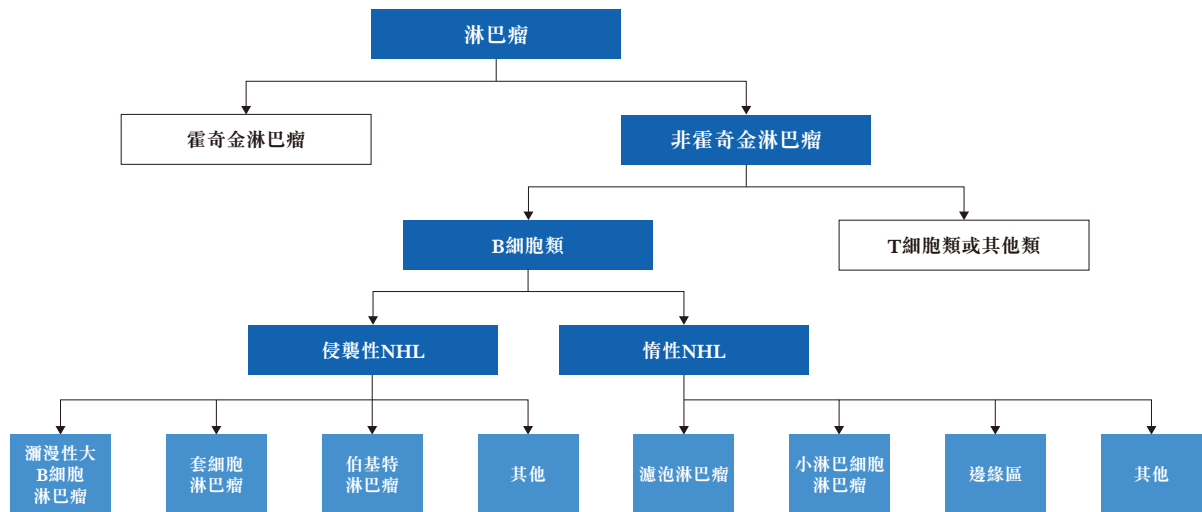 淋巴瘤
霍奇金淋巴瘤
非霍奇金淋巴瘤
B細胞類
T細胞類或其他類
侵襲性NHL
惰性NHL
瀰漫性大
B細胞
淋巴瘤
套細胞
淋巴瘤
伯基特
淋巴瘤
其他
濾泡淋巴瘤
小淋巴細胞
淋巴瘤
邊緣區
其他